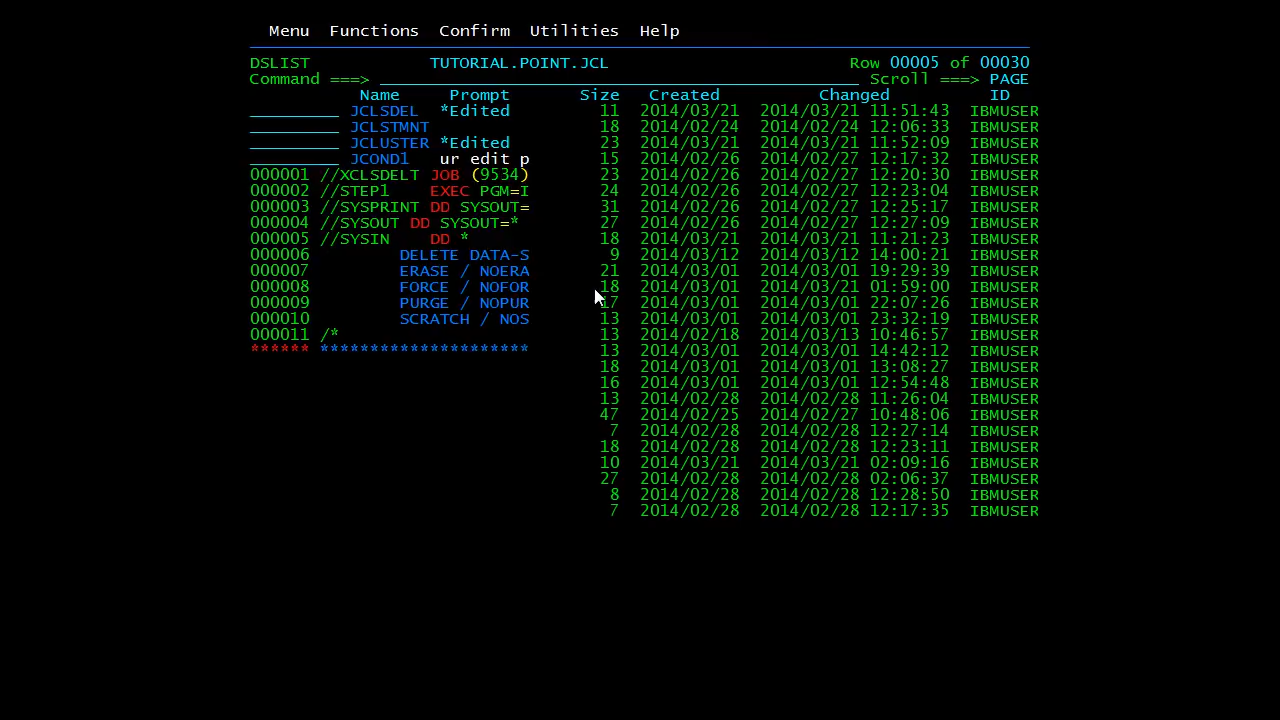 Menu Functions Confirm Utilities Help
DSLIST TUTORIAL.POINT.JCL Row 00005 of 00030
Command ===> Scroll ===> PAGE
Name Prompt Size Created Changed ID
JCLSDEL *Edited 11 2014/03/21 2014/03/21 11:51:43 IBMUSER
JCLSTMNT 18 2014/02/24 2014/02/24 12:06:33 IBMUSER
JCLUSTER *Edited 23 2014/03/21 2014/03/21 11:52:09 IBMUSER
JCOND1 ur edit p 15 2014/02/26 2014/02/27 12:17:32 IBMUSER
000001 //XCLSDELT JOB (9534) 23 2014/02/26 2014/02/27 12:20:30 IBMUSER
000002 //STEP1 EXEC PGM=I 24 2014/02/26 2014/02/27 12:23:04 IBMUSER
000003 //SYSPRINT DD SYSOUT= 31 2014/02/26 2014/02/27 12:25:17 IBMUSER
000004 //SYSOUT DD SYSOUT=* 27 2014/02/26 2014/02/27 12:27:09 IBMUSER
000005 //SYSIN DD * 18 2014/03/21 2014/03/21 11:21:23 IBMUSER
000006 DELETE DATA-S 9 2014/03/12 2014/03/12 14:00:21 IBMUSER
000007 ERASE / NOERA 21 2014/03/01 2014/03/01 19:29:39 IBMUSER
000008 FORCE / NOFOR 18 2014/03/01 2014/03/21 01:59:00 IBMUSER
000009 PURGE / NOPUR 2014/03/01 2014/03/01 22:07:26 IBMUSER
000010 SCRATCH / NOS 13 2014/03/01 2014/03/01 23:32:19 IBMUSER
000011 /* 13 2014/02/18 2014/03/13 10:46:57 IBMUSER
****** ********************* 13 2014/03/01 2014/03/01 14:42:12 IBMUSER
18 2014/03/01 2014/03/01 13:08:27 IBMUSER
16 2014/03/01 2014/03/01 12:54:48 IBMUSER
13 2014/02/28 2014/02/28 11:26:04 IBMUSER
47 2014/02/25 2014/02/27 10:48:06 IBMUSER
7 2014/02/28 2014/02/28 12:27:14 IBMUSER
18 2014/02/28 2014/02/28 12:23:11 IBMUSER
10 2014/03/21 2014/03/21 02:09:16 IBMUSER
27 2014/02/28 2014/02/28 02:06:37 IBMUSER
8 2014/02/28 2014/02/28 12:28:50 IBMUSER
7 2014/02/28 2014/02/28 12:17:35 IBMUSER